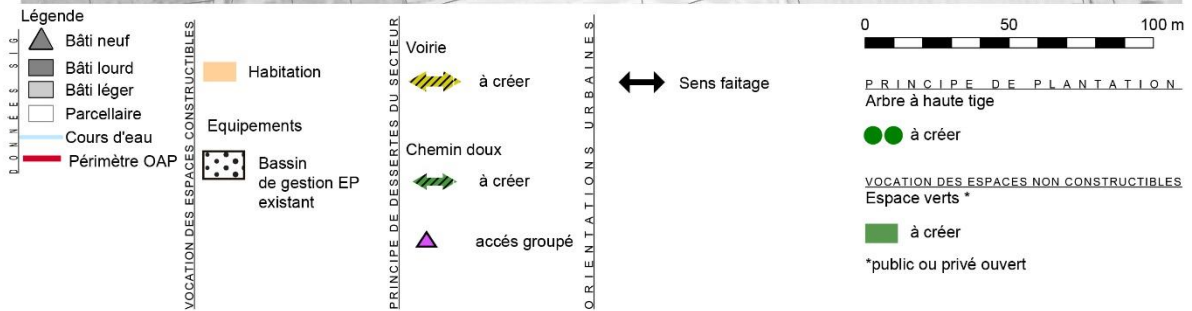 Légende
DONNEES SIG
Bâti neuf
Bâti lourd
Bâti léger
Parcellaire
Cours d'eau
Périmètre OAP
VOCATION DES ESPACES CONSTRUCTIBLES
Habitation
Equipements
Bassin
de gestion EP
existant
PRINCIPE DE DESSERTES DU SECTEUR
Voirie
à créer
Chemin doux
à créer
accés groupé
ORIENTATIONS URBAINES
Sens faitage
0 50 100 m
PRINCIPE DE PLANTATION
Arbre à haute tige
à créer
VOCATION DES ESPACES NON CONSTRUCTIBLES
Espace verts *
à créer
*public ou privé ouvert